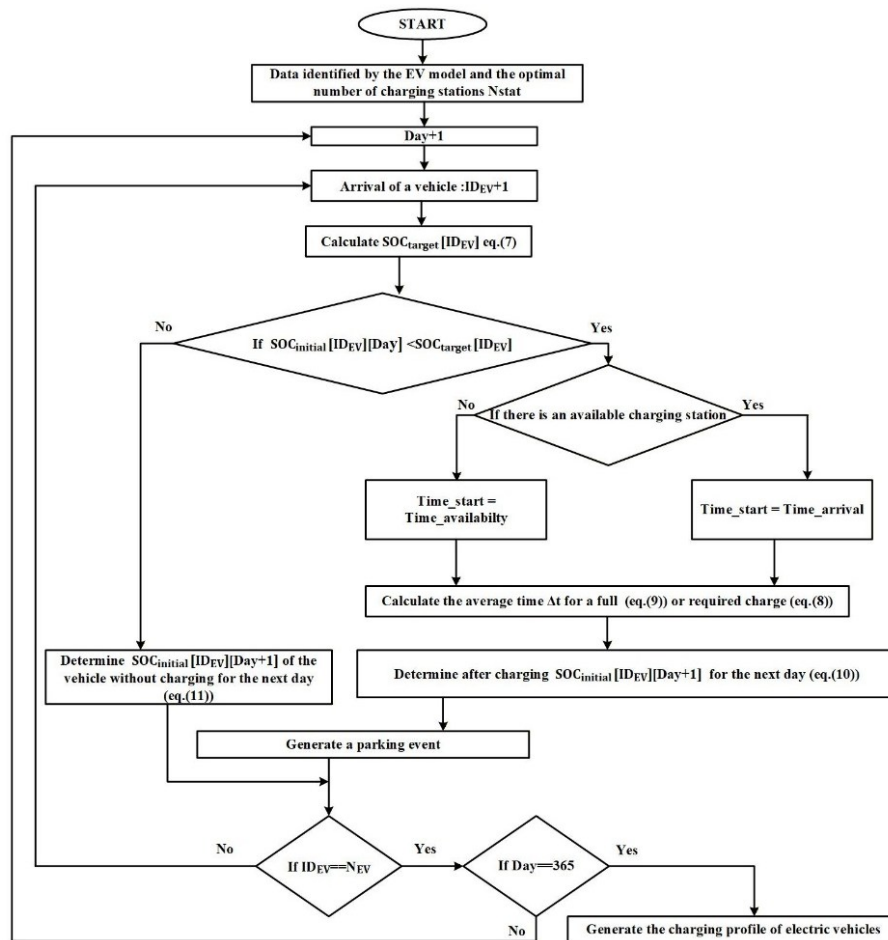 START
Data identified by the EV model and the optimal
number of charging stations Nstat
Day+1
Arrival of a vehicle :IDEV+1
Calculate SOCtarget[IDEV] eq.(7)
No
Yes
If SOCinitial[IDEV][Day] <SOCtarget[IDEV]
No
Yes
If there is an available charging station
Time_start =
Time_availabilty
Time_start = Time_arrival
Calculate the average time Δt for a full (eq.(9)) or required charge (eq.(8))
Determine SOCinitial[IDEV][Day+1] of the
vehicle without charging for the next day
(eq.(11))
Determine after charging SOCinitial[IDEV][Day+1] for the next day (eq.(10))
Generate a parking event
No
If IDEV==NEV
Yes
If Day==365
Yes
No
Generate the charging profile of electric vehicles